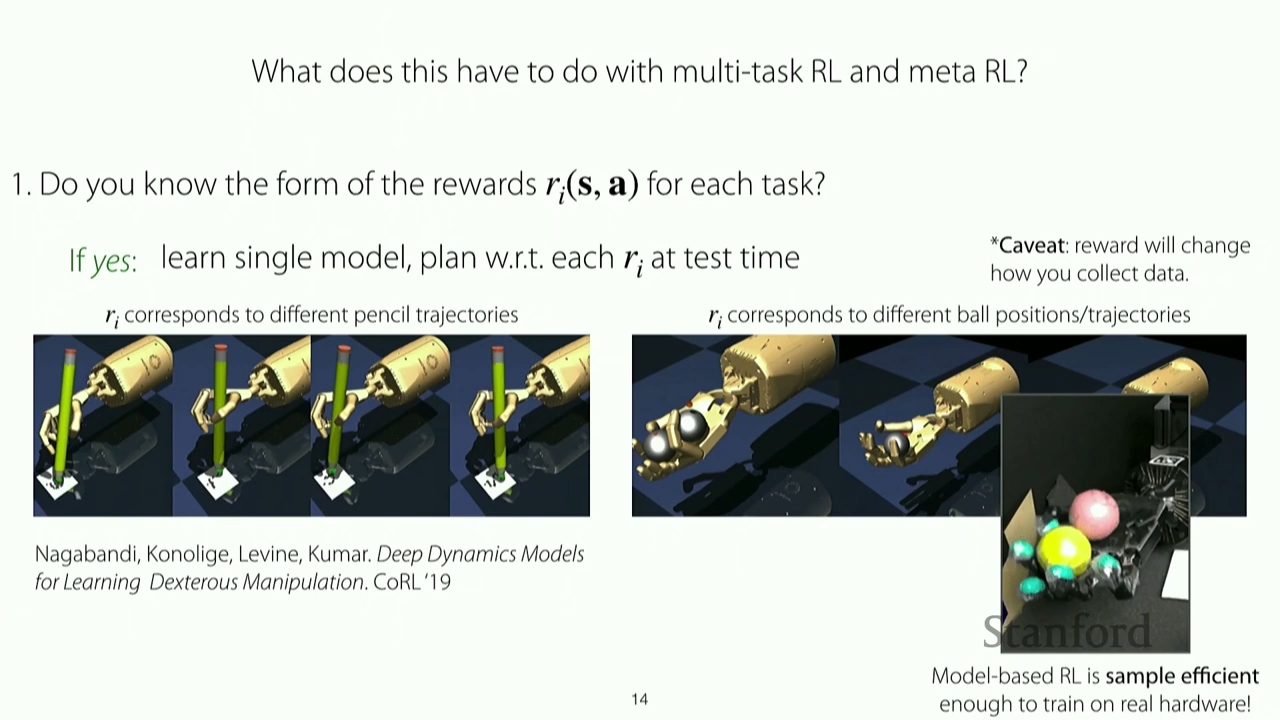 What does this have to do with multi-task RL and meta RL?
1. Do you know the form of the rewards rᵢ(s, a) for each task?
If yes: learn single model, plan w.r.t. each rᵢ at test time
*Caveat: reward will change
how you collect data.
rᵢ corresponds to different pencil trajectories
rᵢ corresponds to different ball positions/trajectories
Nagabandi, Konolige, Levine, Kumar. Deep Dynamics Models
for Learning Dexterous Manipulation. CoRL '19
Stanford
Model-based RL is sample efficient
enough to train on real hardware!
14